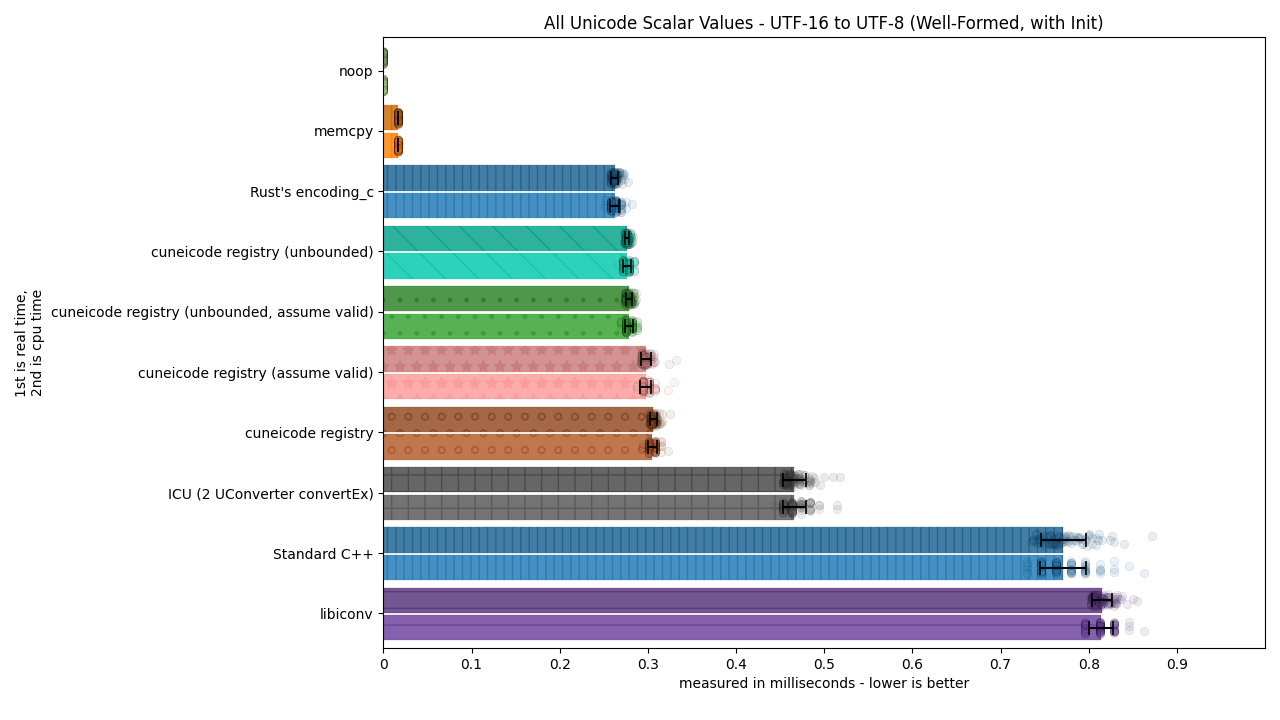 All Unicode Scalar Values - UTF-16 to UTF-8 (Well-Formed, with Init)
1st is real time,
2nd is cpu time
noop
memcpy
Rust's encoding_c
cuneicode registry (unbounded)
cuneicode registry (unbounded, assume valid)
cuneicode registry (assume valid)
cuneicode registry
ICU (2 UConverter convertEx)
Standard C++
libiconv
0 0.1 0.2 0.3 0.4 0.5 0.6 0.7 0.8 0.9
measured in milliseconds - lower is better